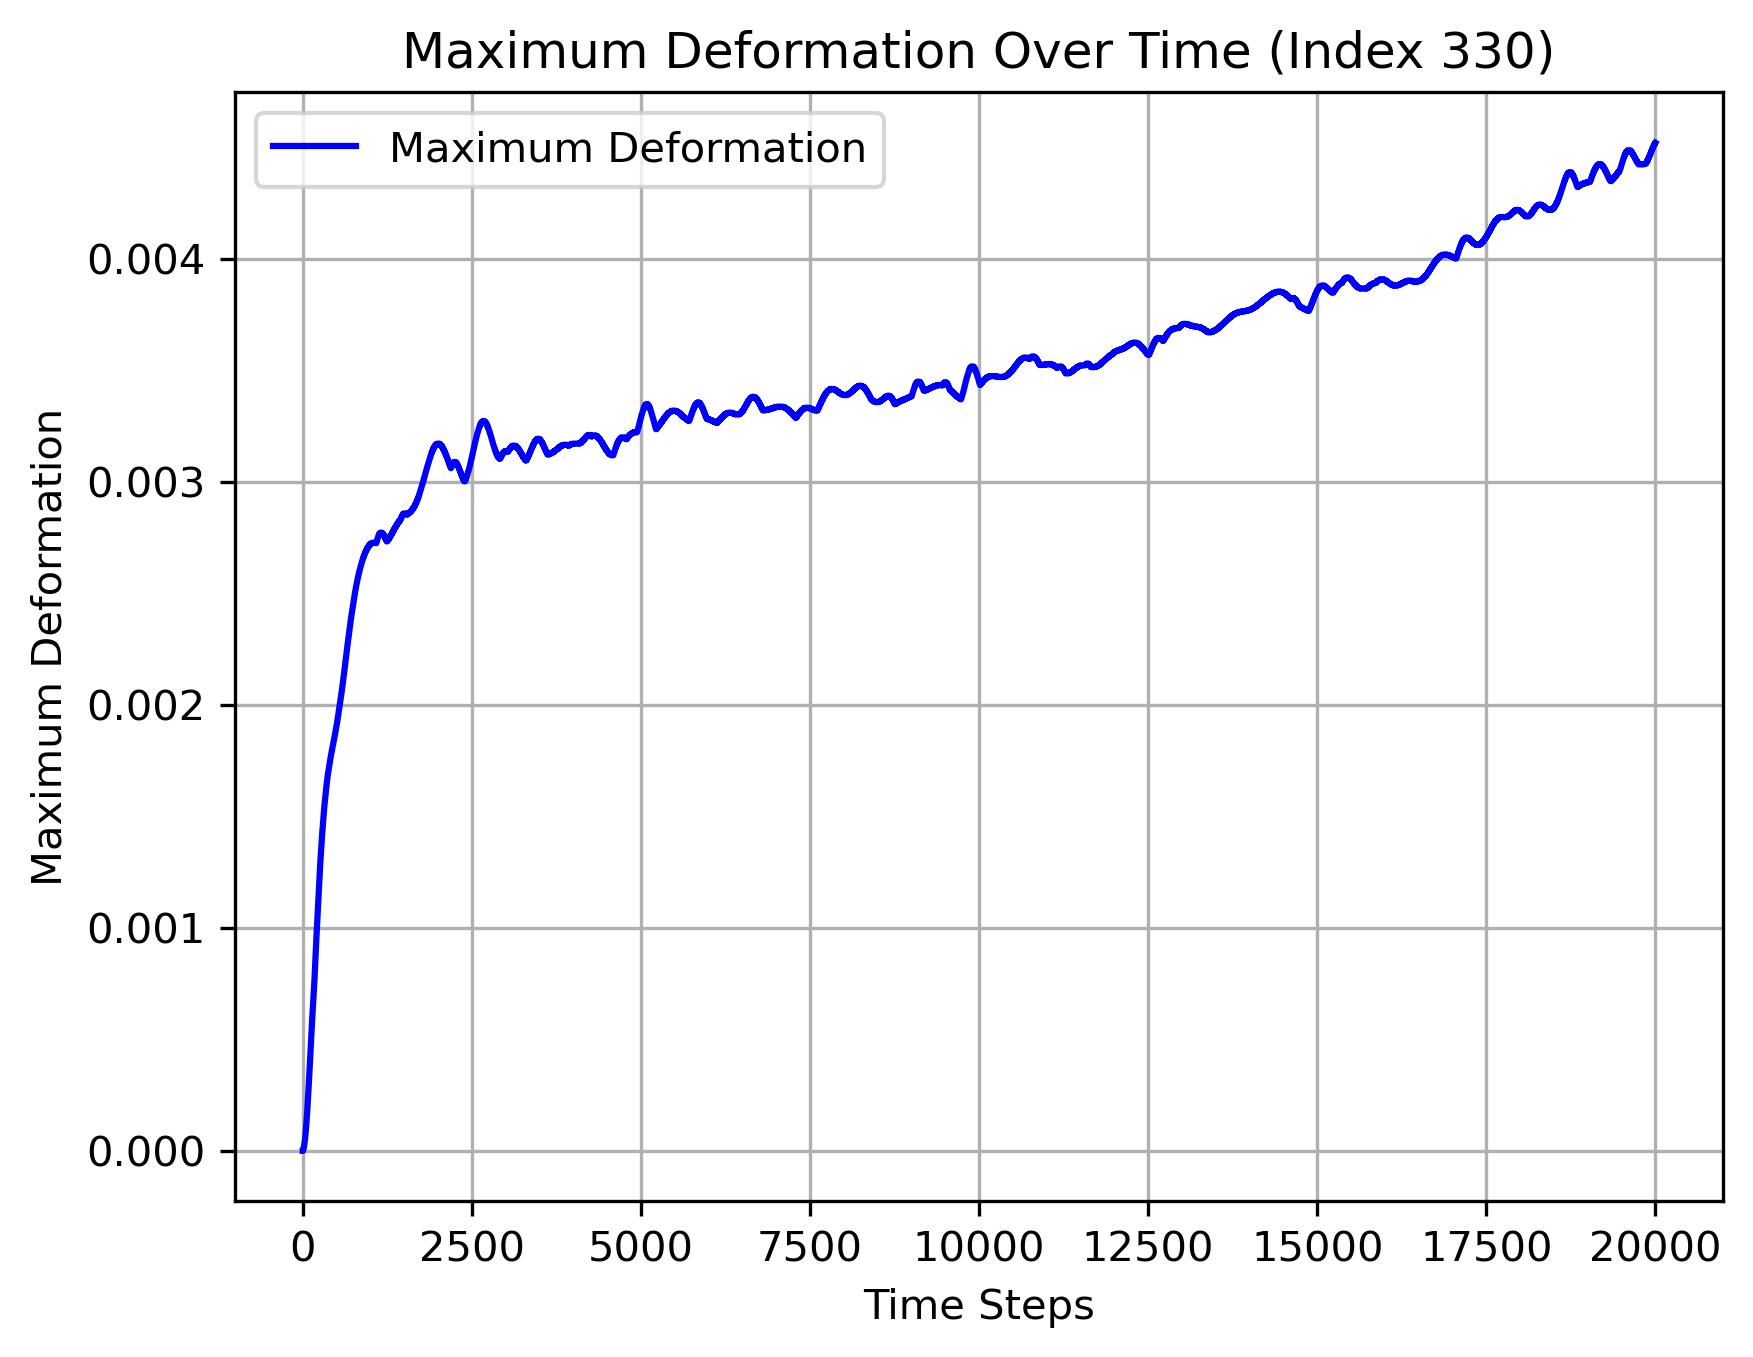 Maximum Deformation Over Time (Index 330)
Maximum Deformation
Maximum Deformation
0.004
0.003
0.002
0.001
0.000
0 2500 5000 7500 10000 12500 15000 17500 20000
Time Steps